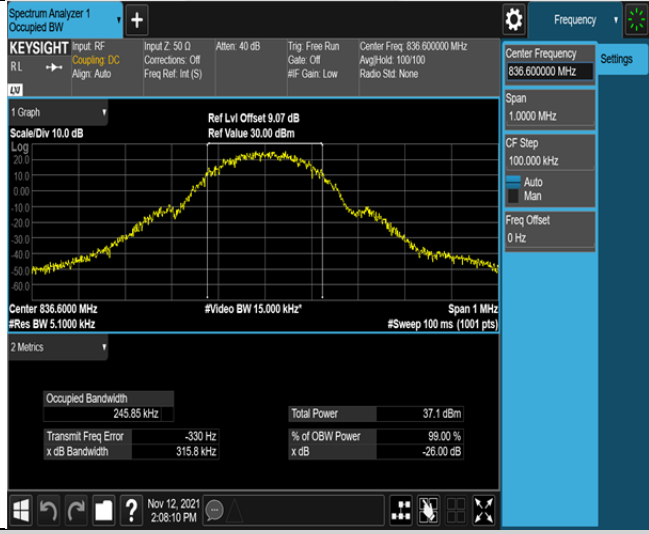 Spectrum Analyzer 1
Occupied BW
+
Frequency
KEYSIGHT
RL
Input: RF
Coupling: DC
Align: Auto
Input Z: 50 Ω
Corrections: Off
Freq Ref: Int (S)
Atten: 40 dB
Trig: Free Run
Gate: Off
#IF Gain: Low
Center Freq: 836.600000 MHz
Avg|Hold: 100/100
Radio Std: None
LXI
Center Frequency
836.600000 MHz
Settings
Span
1.0000 MHz
CF Step
100.000 kHz
Auto
Man
Freq Offset
0 Hz
1 Graph
Scale/Div 10.0 dB
Ref Lvl Offset 9.07 dB
Ref Value 30.00 dBm
Log
20.0
10.0
0.00
-10.0
-20.0
-30.0
-40.0
-50.0
-60.0
Center 836.6000 MHz
#Video BW 15.000 kHz*
Span 1 MHz
#Res BW 5.1000 kHz
#Sweep 100 ms (1001 pts)
2 Metrics
Occupied Bandwidth
245.85 kHz
Total Power 37.1 dBm
Transmit Freq Error -330 Hz
% of OBW Power 99.00 %
x dB Bandwidth 315.8 kHz
x dB -26.00 dB
?
Nov 12, 2021
2:08:10 PM